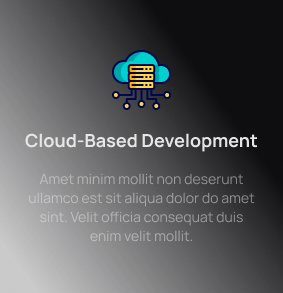 Cloud-Based Development
Amet minim mollit non deserunt
ullamco est sit aliqua dolor do amet
sint. Velit officia consequat duis
enim velit mollit.